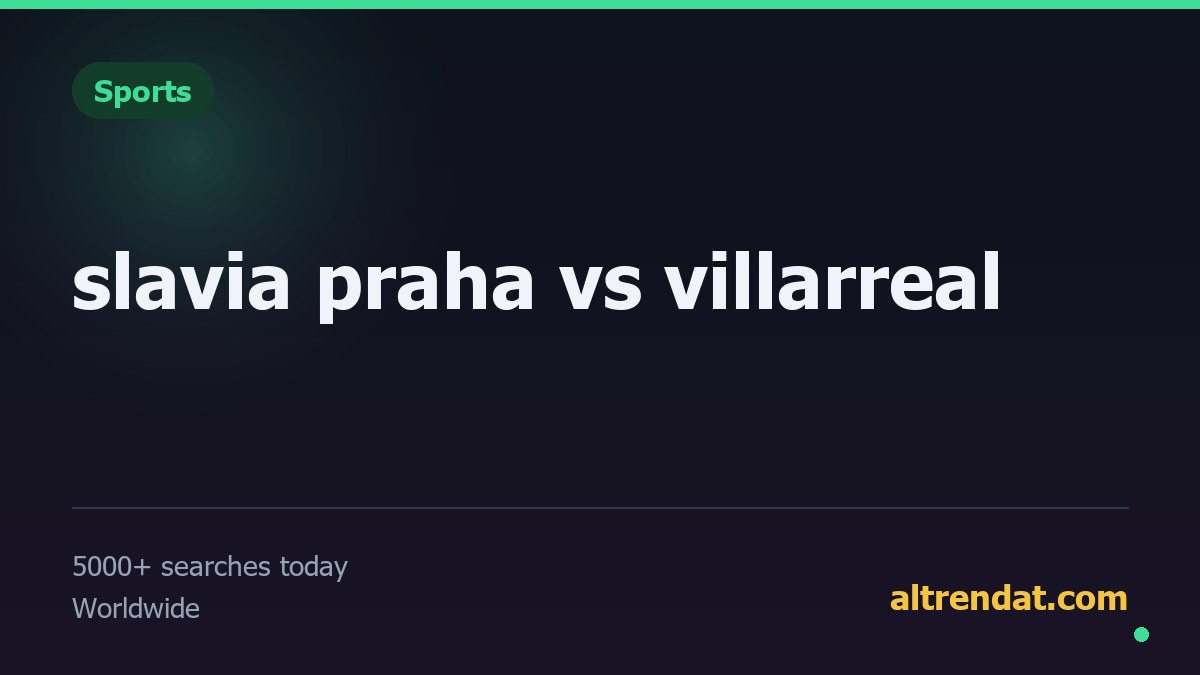 Sports
slavia praha vs villarreal
5000+ searches today
Worldwide
altrendat.com